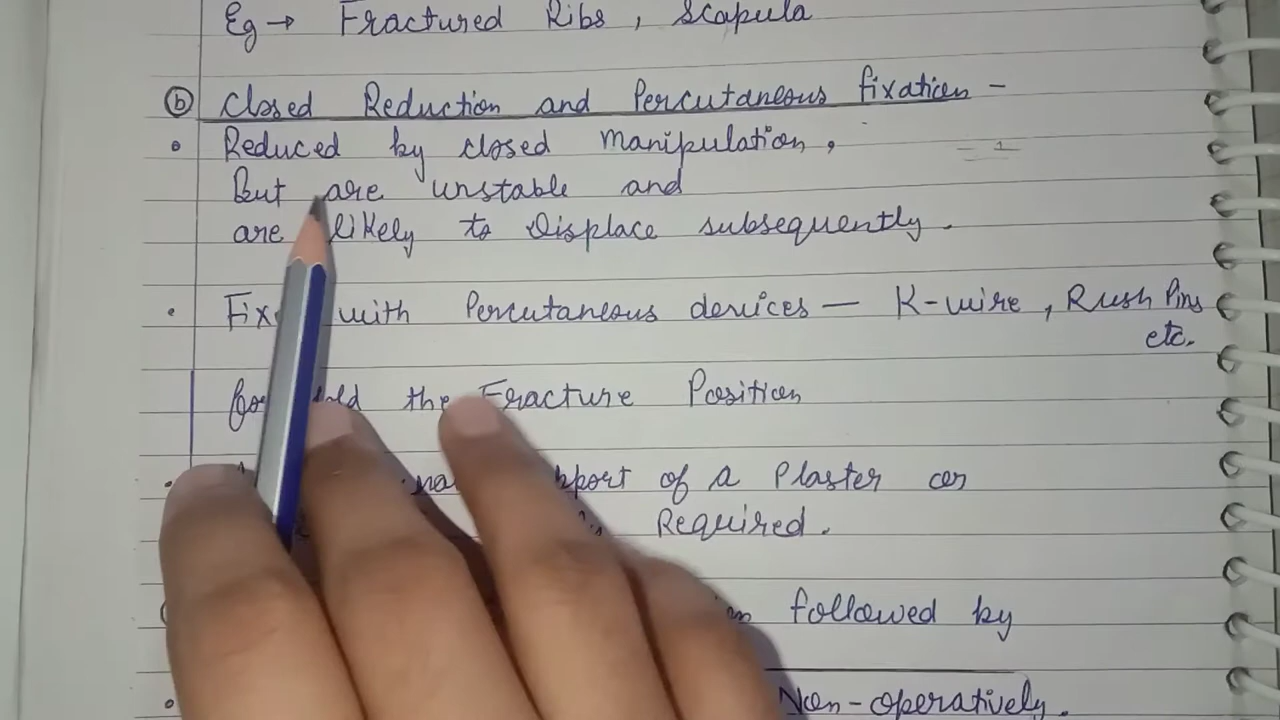 Eg → Fractured Ribs, Scapula
ⓑ Closed Reduction and Percutaneous fixation –
• Reduced by closed Manipulation,
But are unstable and
are likely to Displace subsequently.
• with Percutaneous devices — K-wire, Rush Pins
etc.
the Fracture Position
• of a Plaster or
Required.
followed by
• Non-operatively.